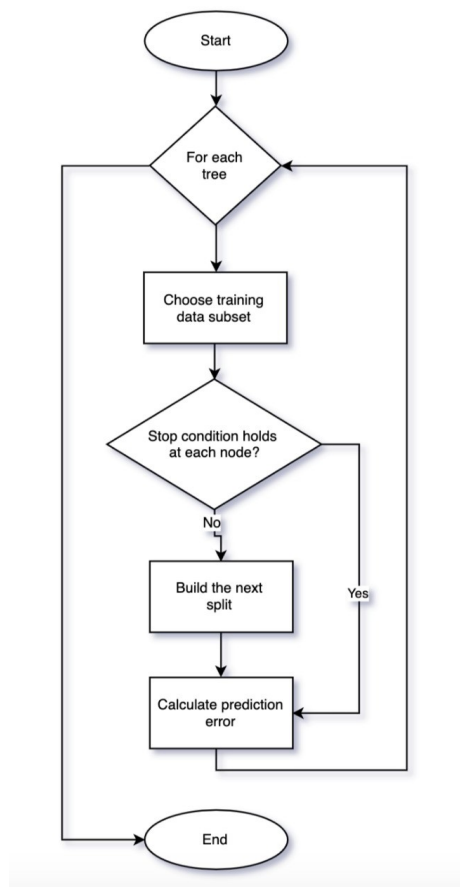 Start
For each
tree
Choose training
data subset
Stop condition holds
at each node?
No
Build the next
split
Yes
Calculate prediction
error
End